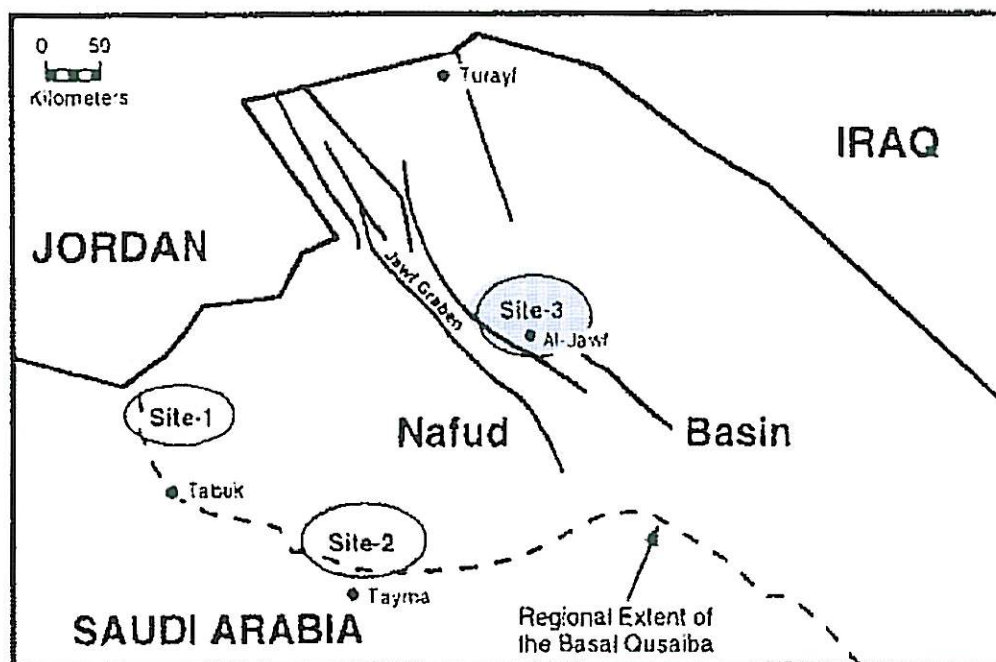 0 50
Kilometers
Turayf
IRAQ
JORDAN
Jawf Graben
Site-3
Al-Jawf
Site-1
Nafud Basin
Tabuk
Site-2
Tayma
Regional Extent of
the Basal Qusaiba
SAUDI ARABIA